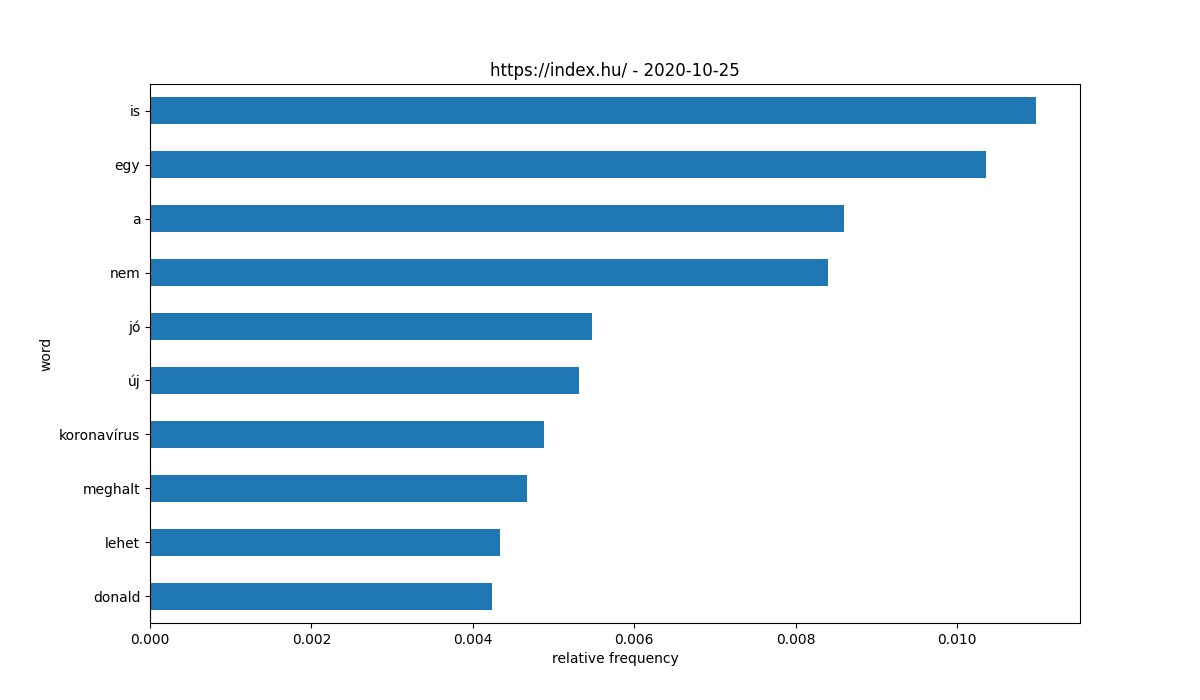 https://index.hu/ - 2020-10-25
is
egy
a
nem
jó
új
koronavírus
meghalt
lehet
donald
word
0.000 0.002 0.004 0.006 0.008 0.010
relative frequency